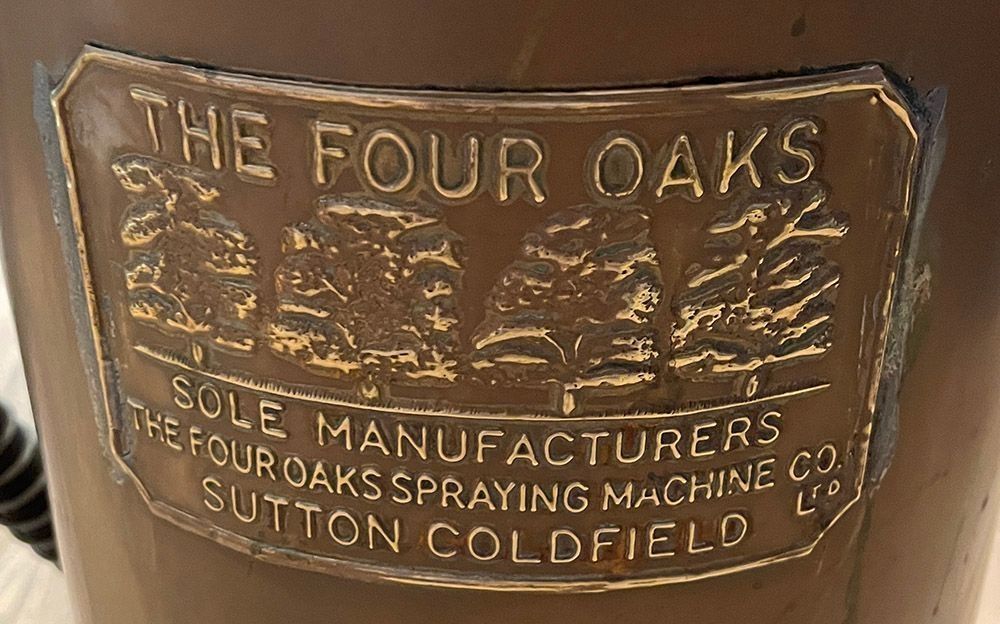 THE FOUR OAKS
SOLE MANUFACTURERS
THE FOUR OAKS SPRAYING MACHINE CO. LTD
SUTTON COLDFIELD